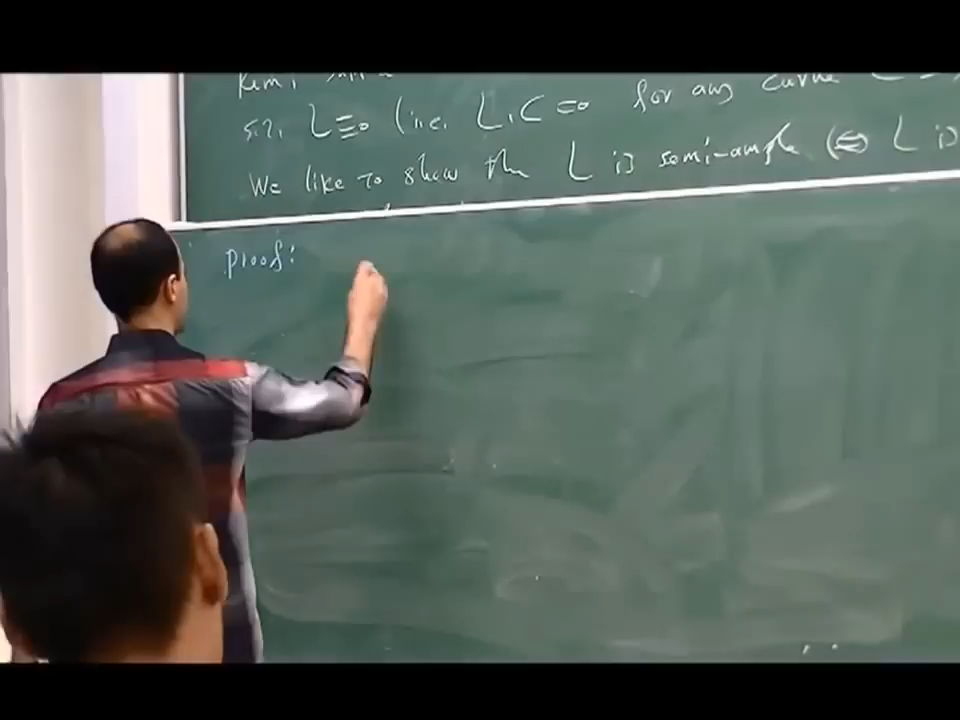 s.t. L ≡ 0 (i.e. L.C = 0 for any curve C
We like to show the L is semi-ample (⇔ L is
proof: